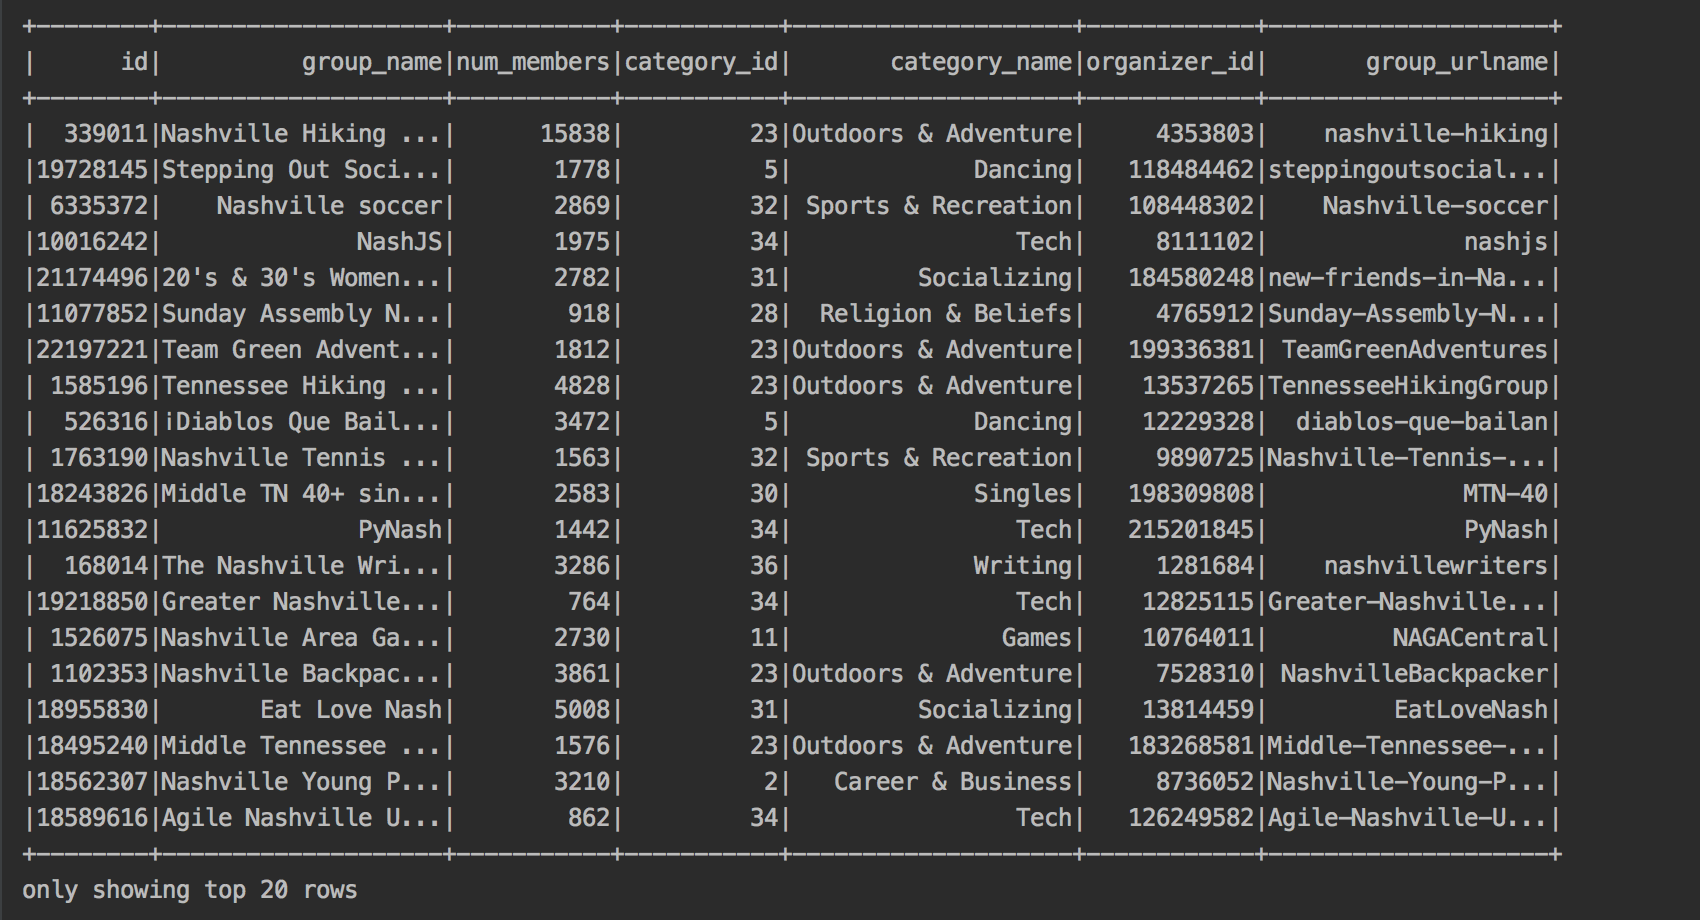 +--------+--------------------+-----------+-----------+--------------------+------------+--------------------+
|      id|          group_name|num_members|category_id|       category_name|organizer_id|       group_urlname|
+--------+--------------------+-----------+-----------+--------------------+------------+--------------------+
|  339011|Nashville Hiking ...|      15838|         23|Outdoors & Adventure|     4353803|    nashville-hiking|
|19728145|Stepping Out Soci...|       1778|          5|             Dancing|   118484462|steppingoutsocial...|
| 6335372|    Nashville soccer|       2869|         32| Sports & Recreation|   108448302|    Nashville-soccer|
|10016242|              NashJS|       1975|         34|                Tech|     8111102|              nashjs|
|21174496|20's & 30's Women...|       2782|         31|         Socializing|   184580248|new-friends-in-Na...|
|11077852|Sunday Assembly N...|        918|         28|  Religion & Beliefs|     4765912|Sunday-Assembly-N...|
|22197221|Team Green Advent...|       1812|         23|Outdoors & Adventure|   199336381| TeamGreenAdventures|
| 1585196|Tennessee Hiking ...|       4828|         23|Outdoors & Adventure|    13537265|TennesseeHikingGroup|
|  526316|¡Diablos Que Bail...|       3472|          5|             Dancing|    12229328|  diablos-que-bailan|
| 1763190|Nashville Tennis ...|       1563|         32| Sports & Recreation|     9890725|Nashville-Tennis-...|
|18243826|Middle TN 40+ sin...|       2583|         30|             Singles|   198309808|              MTN-40|
|11625832|              PyNash|       1442|         34|                Tech|   215201845|              PyNash|
|  168014|The Nashville Wri...|       3286|         36|             Writing|     1281684|    nashvillewriters|
|19218850|Greater Nashville...|        764|         34|                Tech|    12825115|Greater-Nashville...|
| 1526075|Nashville Area Ga...|       2730|         11|               Games|    10764011|         NAGACentral|
| 1102353|Nashville Backpac...|       3861|         23|Outdoors & Adventure|     7528310| NashvilleBackpacker|
|18955830|       Eat Love Nash|       5008|         31|         Socializing|    13814459|         EatLoveNash|
|18495240|Middle Tennessee ...|       1576|         23|Outdoors & Adventure|   183268581|Middle-Tennessee-...|
|18562307|Nashville Young P...|       3210|          2|   Career & Business|     8736052|Nashville-Young-P...|
|18589616|Agile Nashville U...|        862|         34|                Tech|   126249582|Agile-Nashville-U...|
+--------+--------------------+-----------+-----------+--------------------+------------+--------------------+
only showing top 20 rows